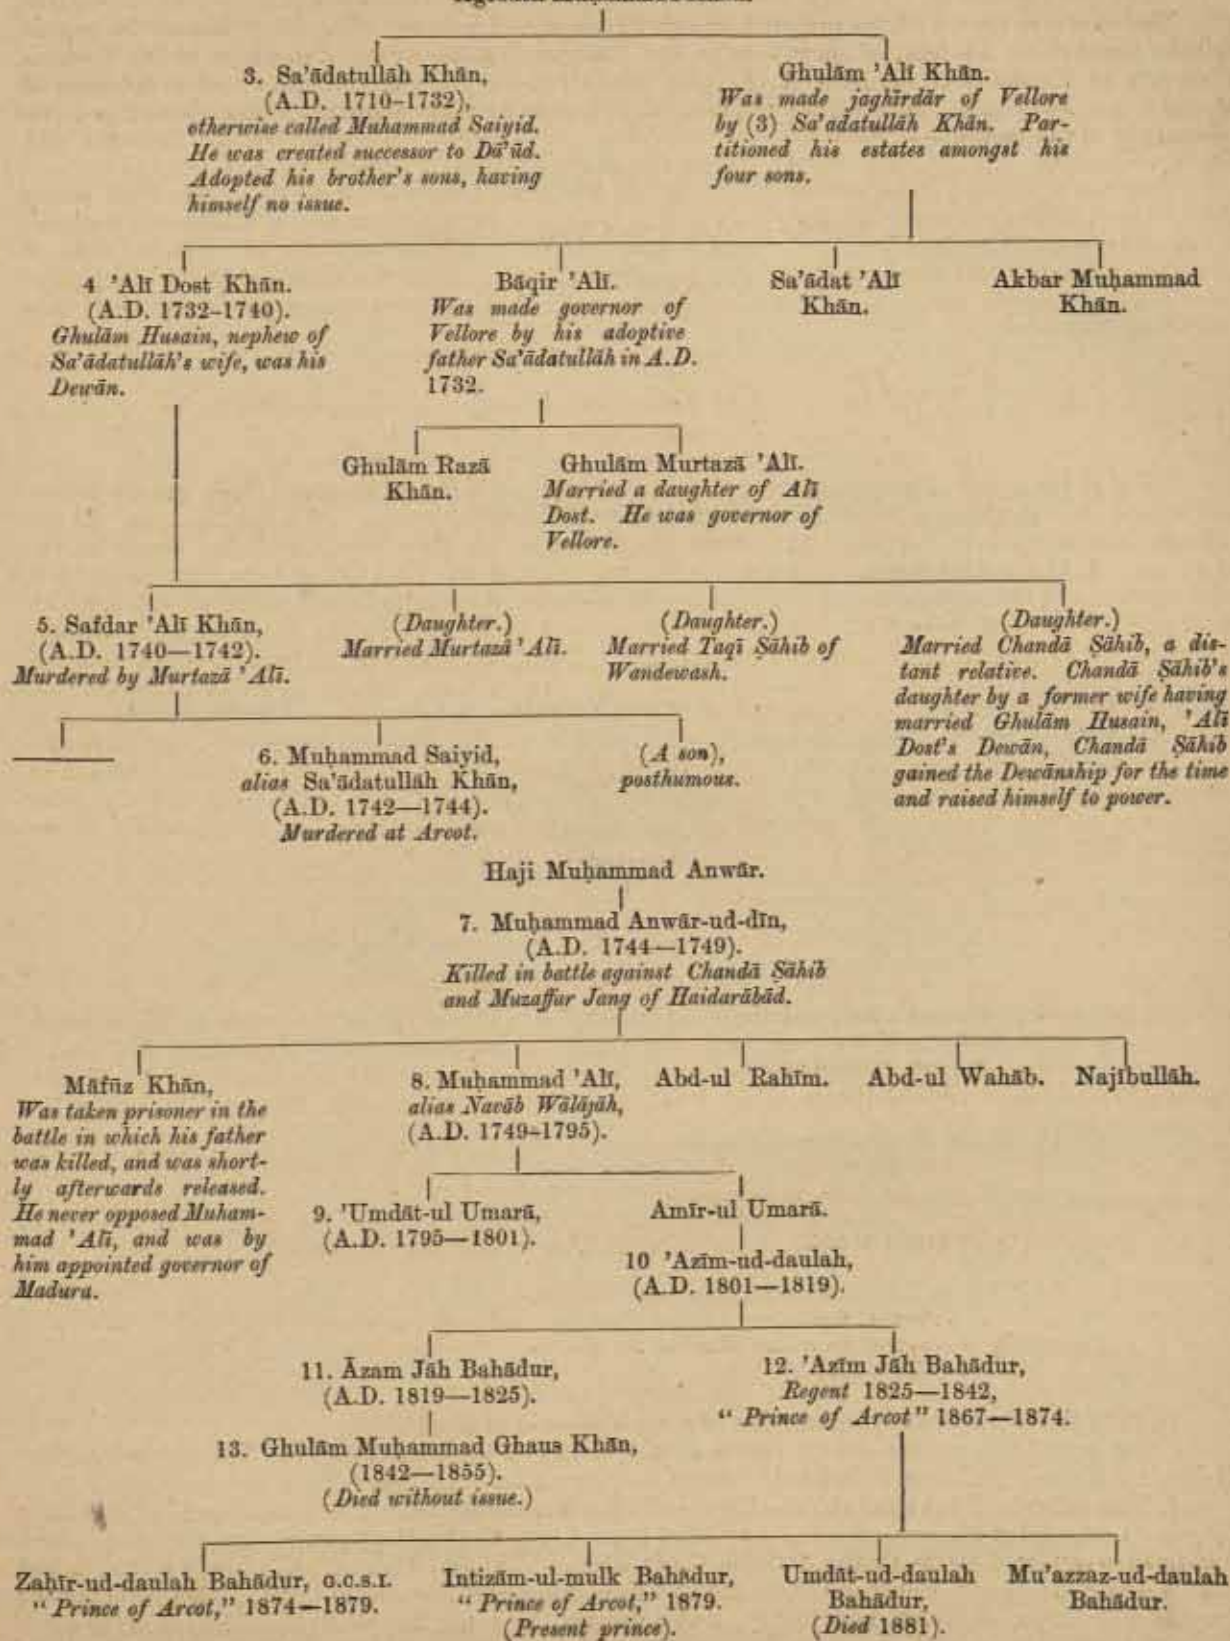 3. Sa'ādatullāh Khān,
(A.D. 1710–1732),
otherwise called Muhammad Saiyid.
He was created successor to Dā'ūd.
Adopted his brother's sons, having
himself no issue.
Ghulām 'Alī Khān.
Was made jaghīrdār of Vellore
by (3) Sa'adatullāh Khān. Par-
titioned his estates amongst his
four sons.
4 'Alī Dost Khān.
(A.D. 1732–1740).
Ghulām Husain, nephew of
Sa'ādatullāh's wife, was his
Dewān.
Bāqir 'Alī.
Was made governor of
Vellore by his adoptive
father Sa'ādatullāh in A.D.
1732.
Sa'ādat 'Alī
Khān.
Akbar Muḥammad
Khān.
Ghulām Razā
Khān.
Ghulām Murtazā 'Alī.
Married a daughter of Alī
Dost. He was governor of
Vellore.
5. Safdar 'Alī Khān,
(A.D. 1740—1742).
Murdered by Murtazā 'Alī.
(Daughter.)
Married Murtazā 'Alī.
(Daughter.)
Married Taqī Ṣāhib of
Wandewash.
(Daughter.)
Married Chandā Ṣāhib, a dis-
tant relative. Chandā Ṣāhib's
daughter by a former wife having
married Ghulām Husain, 'Alī
Dost's Dewān, Chandā Ṣāhib
gained the Dewānship for the time
and raised himself to power.
6. Muḥammad Saiyid,
alias Sa'ādatullāh Khān,
(A.D. 1742—1744).
Murdered at Arcot.
(A son),
posthumous.
Haji Muḥammad Anwār.
7. Muḥammad Anwār-ud-dīn,
(A.D. 1744—1749).
Killed in battle against Chandā Ṣāhib
and Muzaffur Jang of Haidarābād.
Māfūz Khān,
Was taken prisoner in the
battle in which his father
was killed, and was short-
ly afterwards released.
He never opposed Muham-
mad 'Alī, and was by
him appointed governor of
Madura.
8. Muḥammad 'Alī,
alias Navāb Wālājāh,
(A.D. 1749–1795).
Abd-ul Rahīm.
Abd-ul Wahāb.
Najībullāh.
9. 'Umdāt-ul Umarā,
(A.D. 1795—1801).
Amīr-ul Umarā.
10 'Azīm-ud-daulah,
(A.D. 1801—1819).
11. Āzam Jāh Bahādur,
(A.D. 1819—1825).
12. 'Azīm Jāh Bahādur,
Regent 1825—1842,
“ Prince of Arcot” 1867—1874.
13. Ghulām Muḥammad Ghaus Khān,
(1842—1855).
(Died without issue.)
Zaḥīr-ud-daulah Bahādur, G.C.S.I.
“ Prince of Arcot,” 1874—1879.
Intizām-ul-mulk Bahādur,
“ Prince of Arcot,” 1879.
(Present prince).
Umdāt-ud-daulah
Bahādur,
(Died 1881).
Mu'azzaz-ud-daulah
Bahādur.